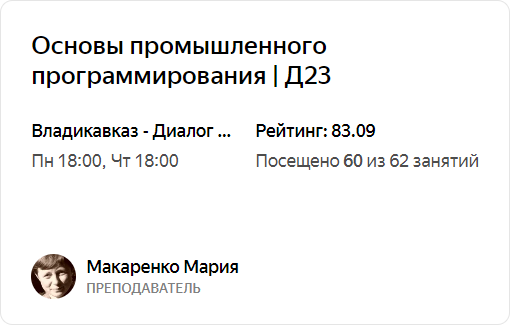 Основы промышленного
программирования | Д23
Владикавказ - Диалог ...
Рейтинг: 83.09
Пн 18:00, Чт 18:00
Посещено 60 из 62 занятий
Макаренко Мария
ПРЕПОДАВАТЕЛЬ